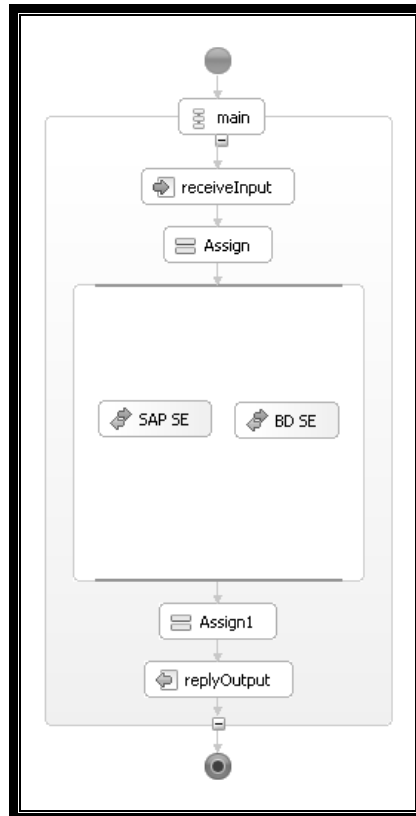 main
receiveInput
Assign
SAP SE
BD SE
Assign1
replyOutput